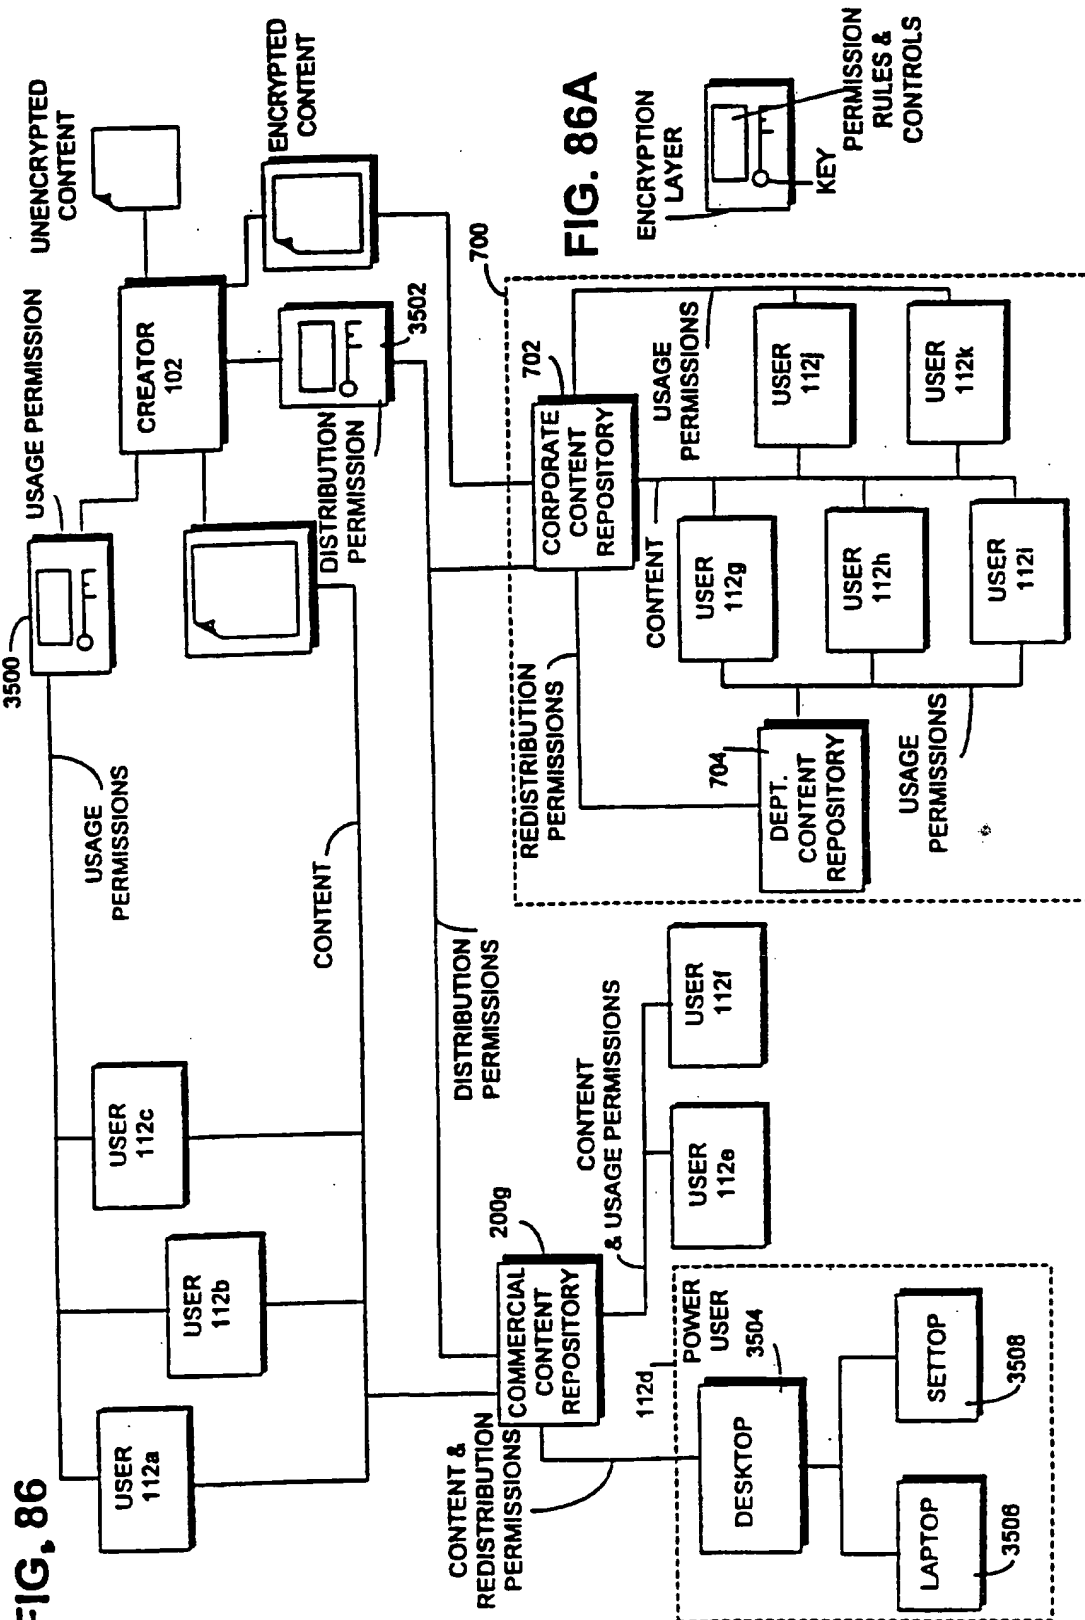 FIG. 86
3500
USAGE PERMISSION
UNENCRYPTED
CONTENT
CREATOR
102
ENCRYPTED
CONTENT
3502
DISTRIBUTION
PERMISSION
USAGE
PERMISSIONS
CONTENT
USER
112a
USER
112b
USER
112c
DISTRIBUTION
PERMISSIONS
COMMERCIAL
CONTENT
REPOSITORY
200g
CONTENT
& USAGE PERMISSIONS
USER
112e
USER
112f
CONTENT &
REDISTRIBUTION
PERMISSIONS
112d
POWER
USER
3504
DESKTOP
LAPTOP
3506
SETTOP
3508
700
702
CORPORATE
CONTENT
REPOSITORY
REDISTRIBUTION
PERMISSIONS
CONTENT
USAGE
PERMISSIONS
704
DEPT.
CONTENT
REPOSITORY
USER
112g
USER
112h
USER
112i
USER
112j
USER
112k
USAGE
PERMISSIONS
FIG. 86A
ENCRYPTION
LAYER
KEY
PERMISSION
RULES &
CONTROLS